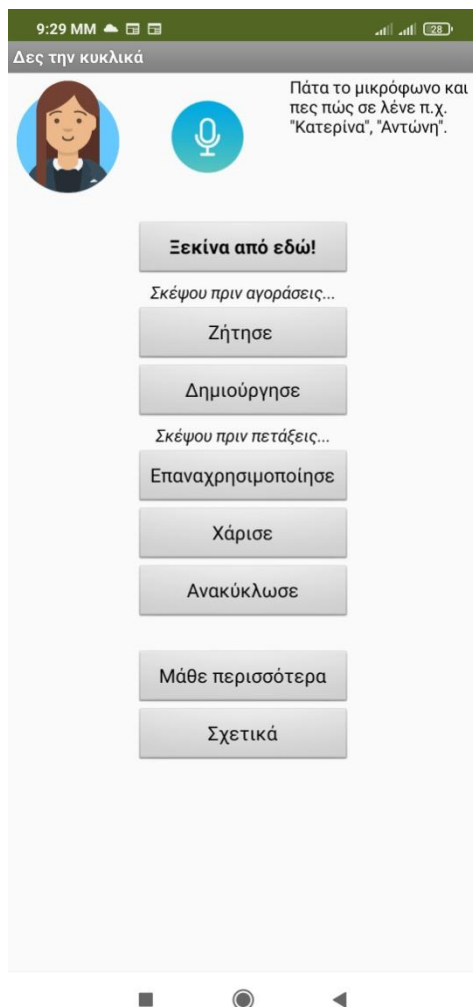 9:29 ΜΜ
28
Δες την κυκλικά
Πάτα το μικρόφωνο και
πες πώς σε λένε π.χ.
"Κατερίνα", "Αντώνη".
Ξεκίνα από εδώ!
Σκέψου πριν αγοράσεις...
Ζήτησε
Δημιούργησε
Σκέψου πριν πετάξεις...
Επαναχρησιμοποίησε
Χάρισε
Ανακύκλωσε
Μάθε περισσότερα
Σχετικά